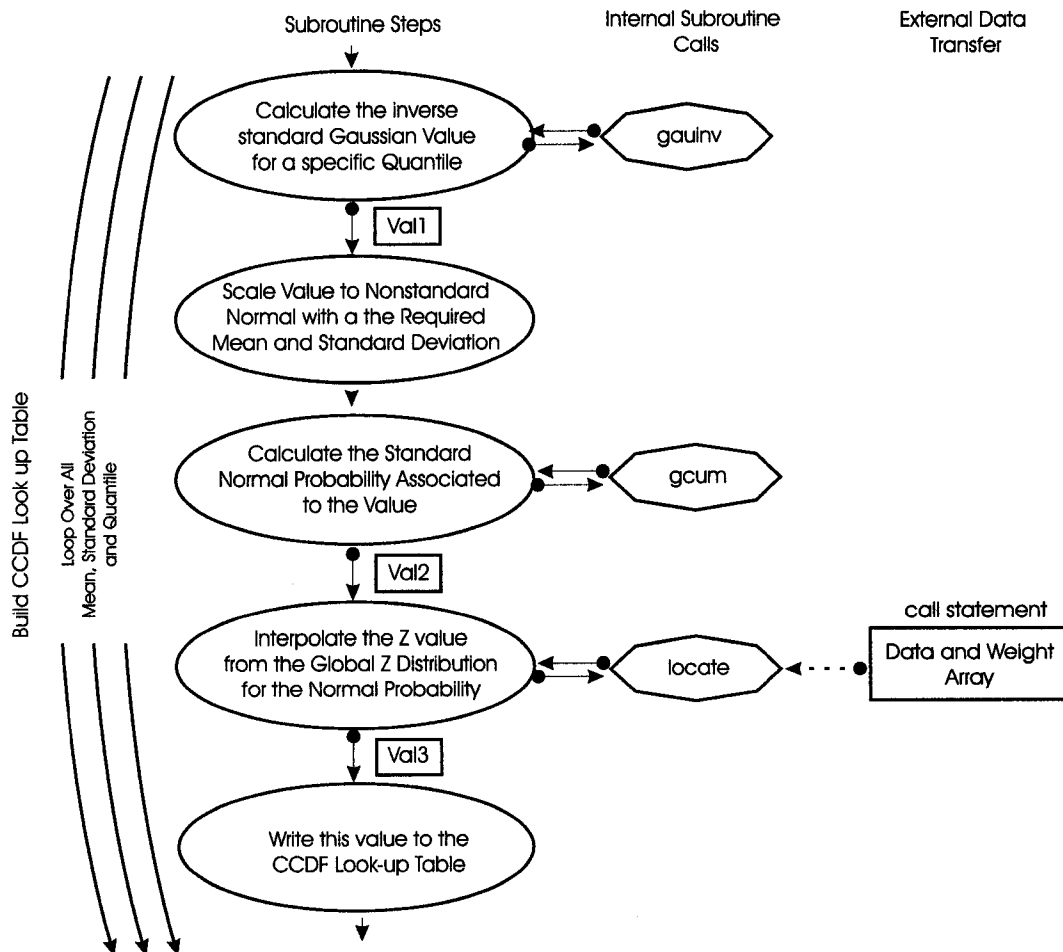 Subroutine Steps
Internal Subroutine
Calls
External Data
Transfer
Calculate the inverse
standard Gaussian Value
for a specific Quantile
gauinv
Val1
Scale Value to Nonstandard
Normal with a the Required
Mean and Standard Deviation
Build CCDF Look up Table
Loop Over All
Mean, Standard Deviation
and Quantile
Calculate the Standard
Normal Probability Associated
to the Value
gcum
Val2
Interpolate the Z value
from the Global Z Distribution
for the Normal Probability
locate
call statement
Data and Weight
Array
Val3
Write this value to the
CCDF Look-up Table